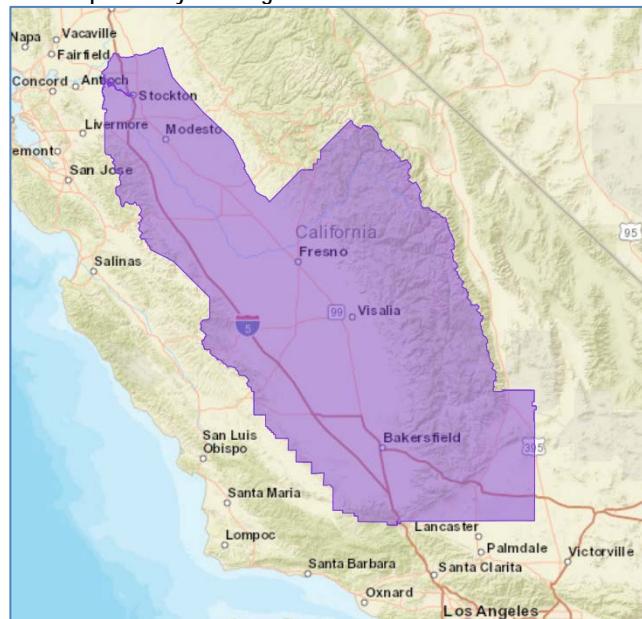 Napa
Vacaville
Fairfield
Concord
Antioch
Stockton
Livermore
Modesto
emont
San Jose
95
Salinas
California
Fresno
99
Visalia
5
San Luis
Obispo
Bakersfield
395
Santa Maria
Lancaster
Lompoc
Palmdale
Victorville
Santa Barbara
Santa Clarita
Oxnard
Los Angeles